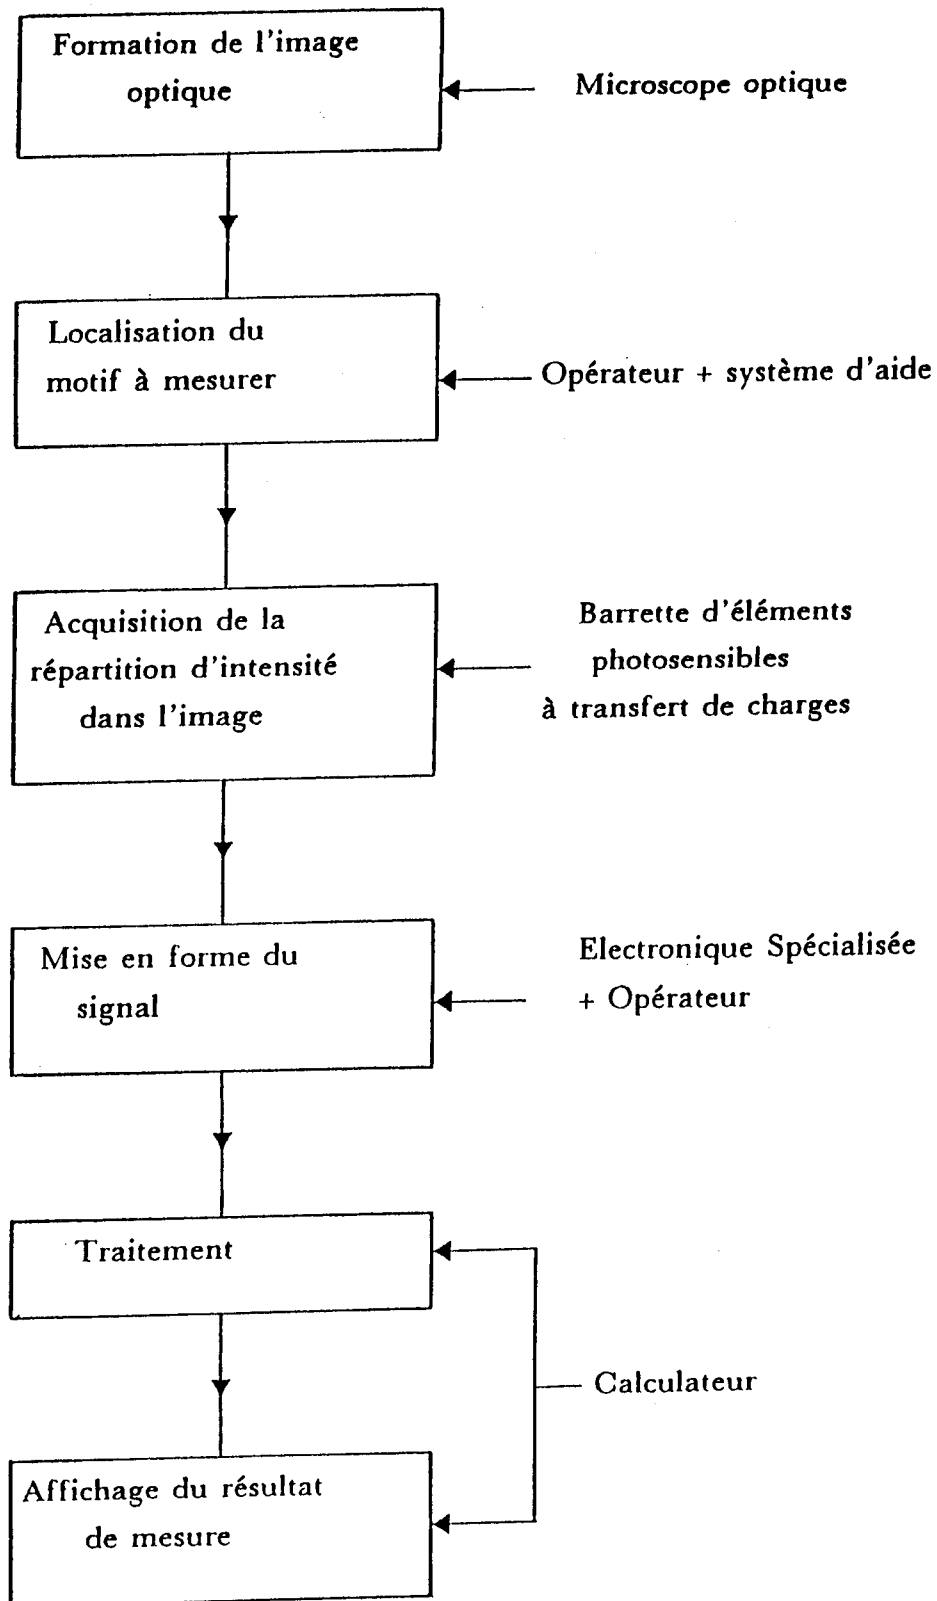 Formation de l'image
optique
Microscope optique
Localisation du
motif à mesurer
Opérateur + système d'aide
Acquisition de la
répartition d'intensité
dans l'image
Barrette d'éléments
photosensibles
à transfert de charges
Mise en forme du
signal
Electronique Spécialisée
+ Opérateur
Traitement
Calculateur
Affichage du résultat
de mesure